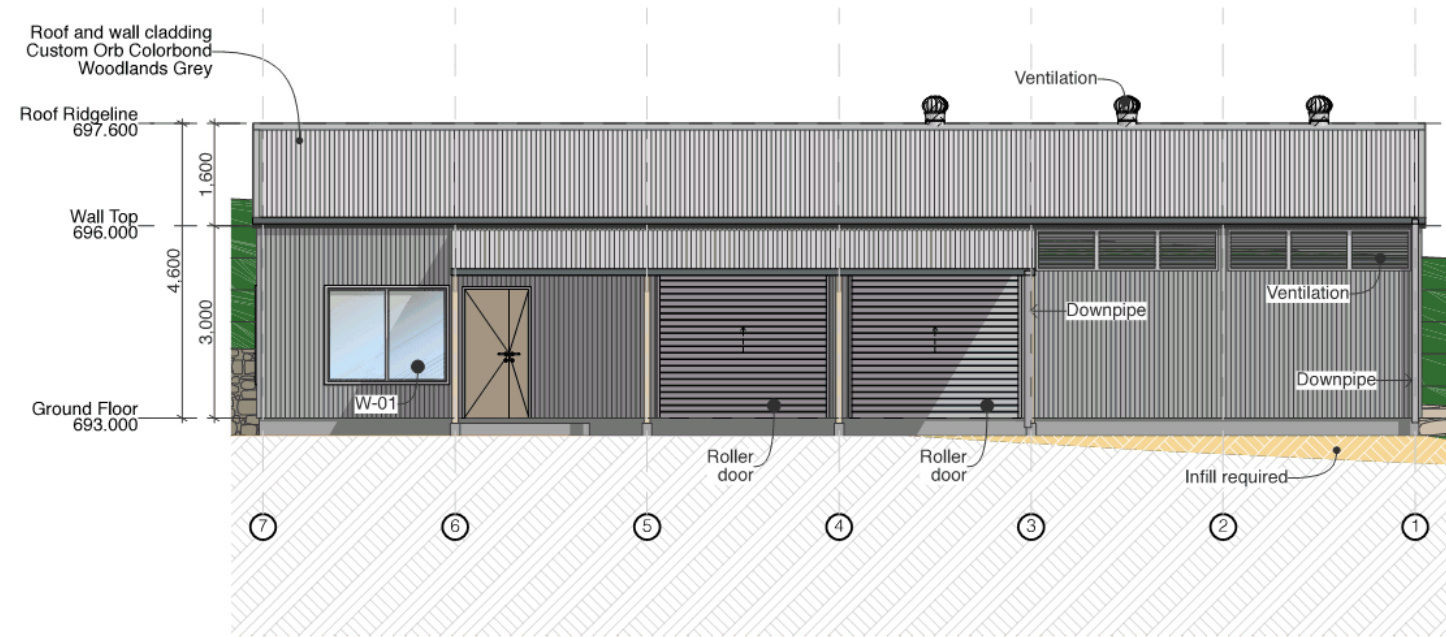 Roof and wall cladding
Custom Orb Colorbond
Woodlands Grey
Ventilation
Roof Ridgeline
697.600
1.600
Wall Top
696.000
4.600
3.000
Ventilation
Downpipe
Downpipe
W-01
Ground Floor
693.000
Roller
door
Roller
door
Infill required
7
6
5
4
3
2
1